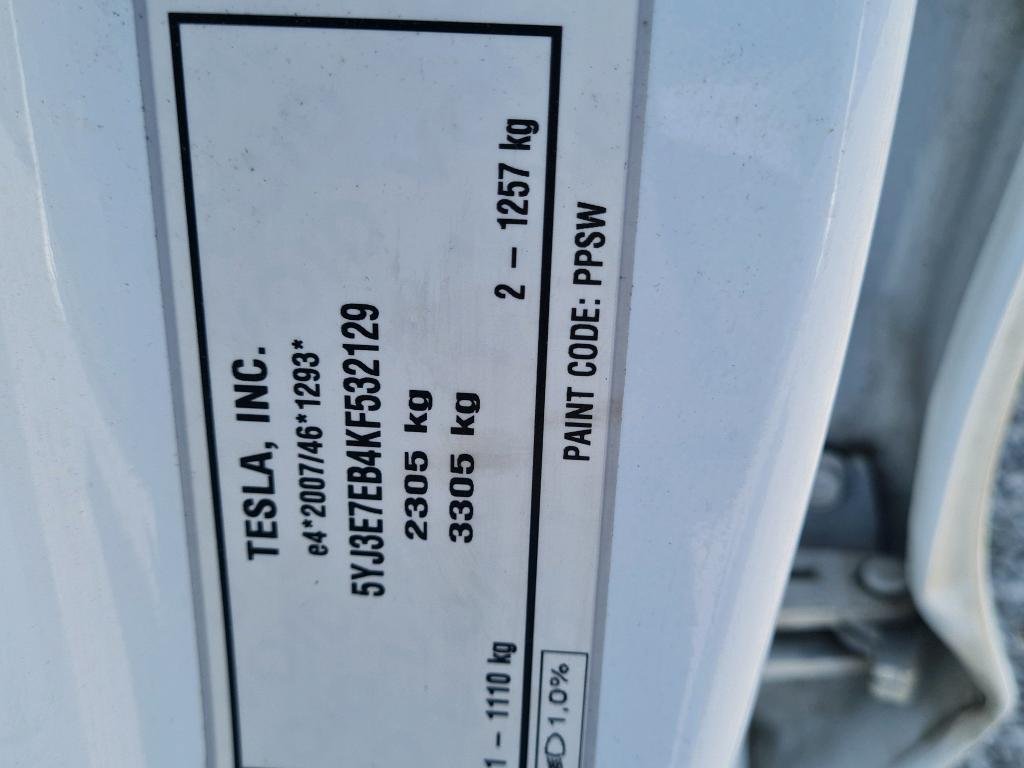 TESLA, INC.
e4*2007/46*1293*
5YJ3E7EB4KF532129
2305 kg
3305 kg
1 – 1110 kg 2 – 1257 kg
1,0% PAINT CODE: PPSW